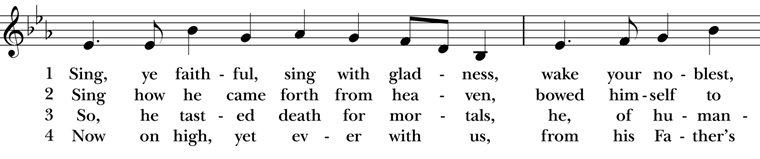 1 Sing, ye faith - ful, sing with glad - ness, wake your no - blest,
2 Sing how he came forth from hea - ven, bowed him - self to
3 So, he tast - ed death for mor - tals, he, of hu - man -
4 Now on high, yet ev - er with us, from his Fa - ther's